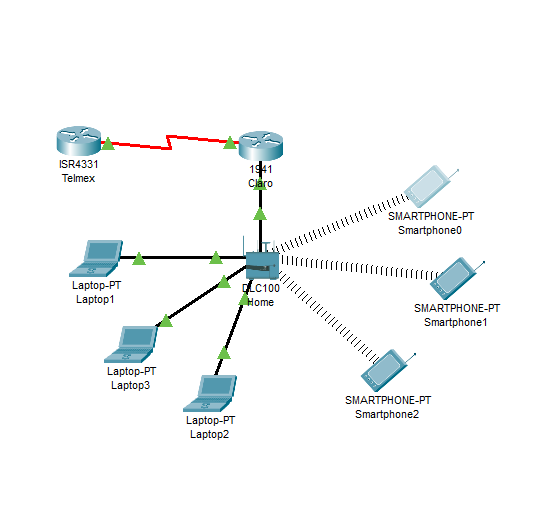 ISR4331
Telmex
1941
Claro
SMARTPHONE-PT
Smartphone0
DLC100
Home
Laptop-PT
Laptop1
SMARTPHONE-PT
Smartphone1
Laptop-PT
Laptop3
Laptop-PT
Laptop2
SMARTPHONE-PT
Smartphone2